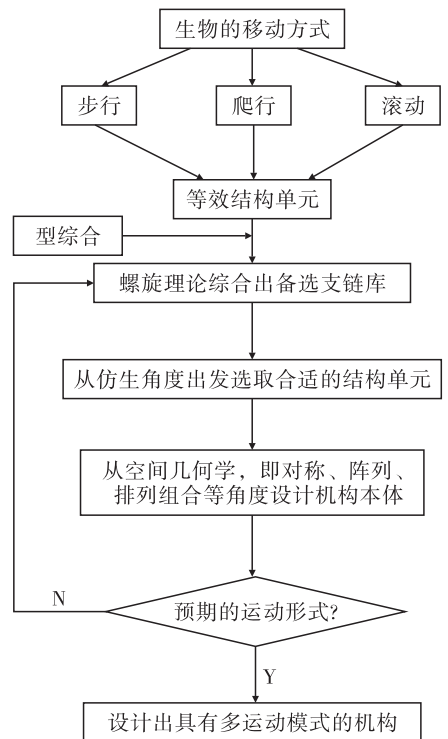 生物的移动方式
步行
爬行
滚动
等效结构单元
型综合
螺旋理论综合出备选支链库
从仿生角度出发选取合适的结构单元
从空间几何学，即对称、阵列、
排列组合等角度设计机构本体
N
预期的运动形式?
Y
设计出具有多运动模式的机构